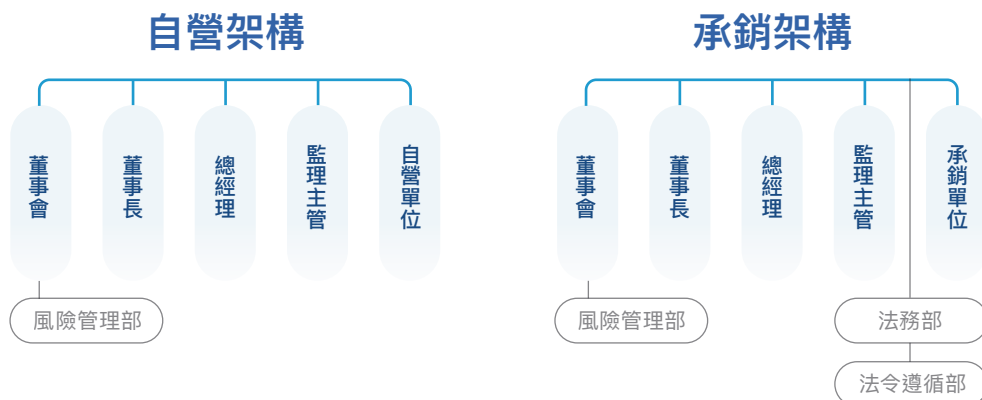 自營架構
董事會
董事長
總經理
監理主管
自營單位
風險管理部
承銷架構
董事會
董事長
總經理
監理主管
承銷單位
風險管理部
法務部
法令遵循部